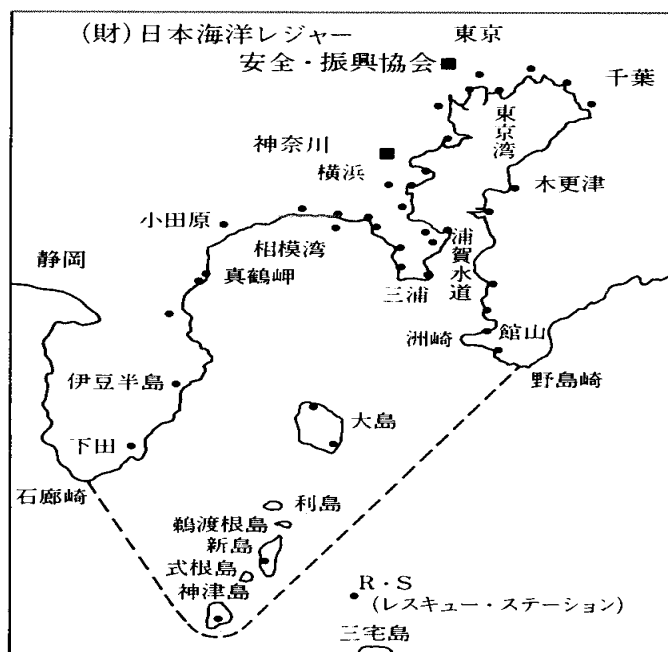 (財)日本海洋レジャー
安全・振興協会
東京
千葉
東京湾
神奈川
横浜
木更津
小田原
相模湾
浦賀水道
静岡
真鶴岬
三浦
洲崎
館山
野島崎
伊豆半島
大島
下田
石廊崎
利島
鵜渡根島
新島
式根島
神津島
R・S
(レスキュー・ステーション)
三宅島